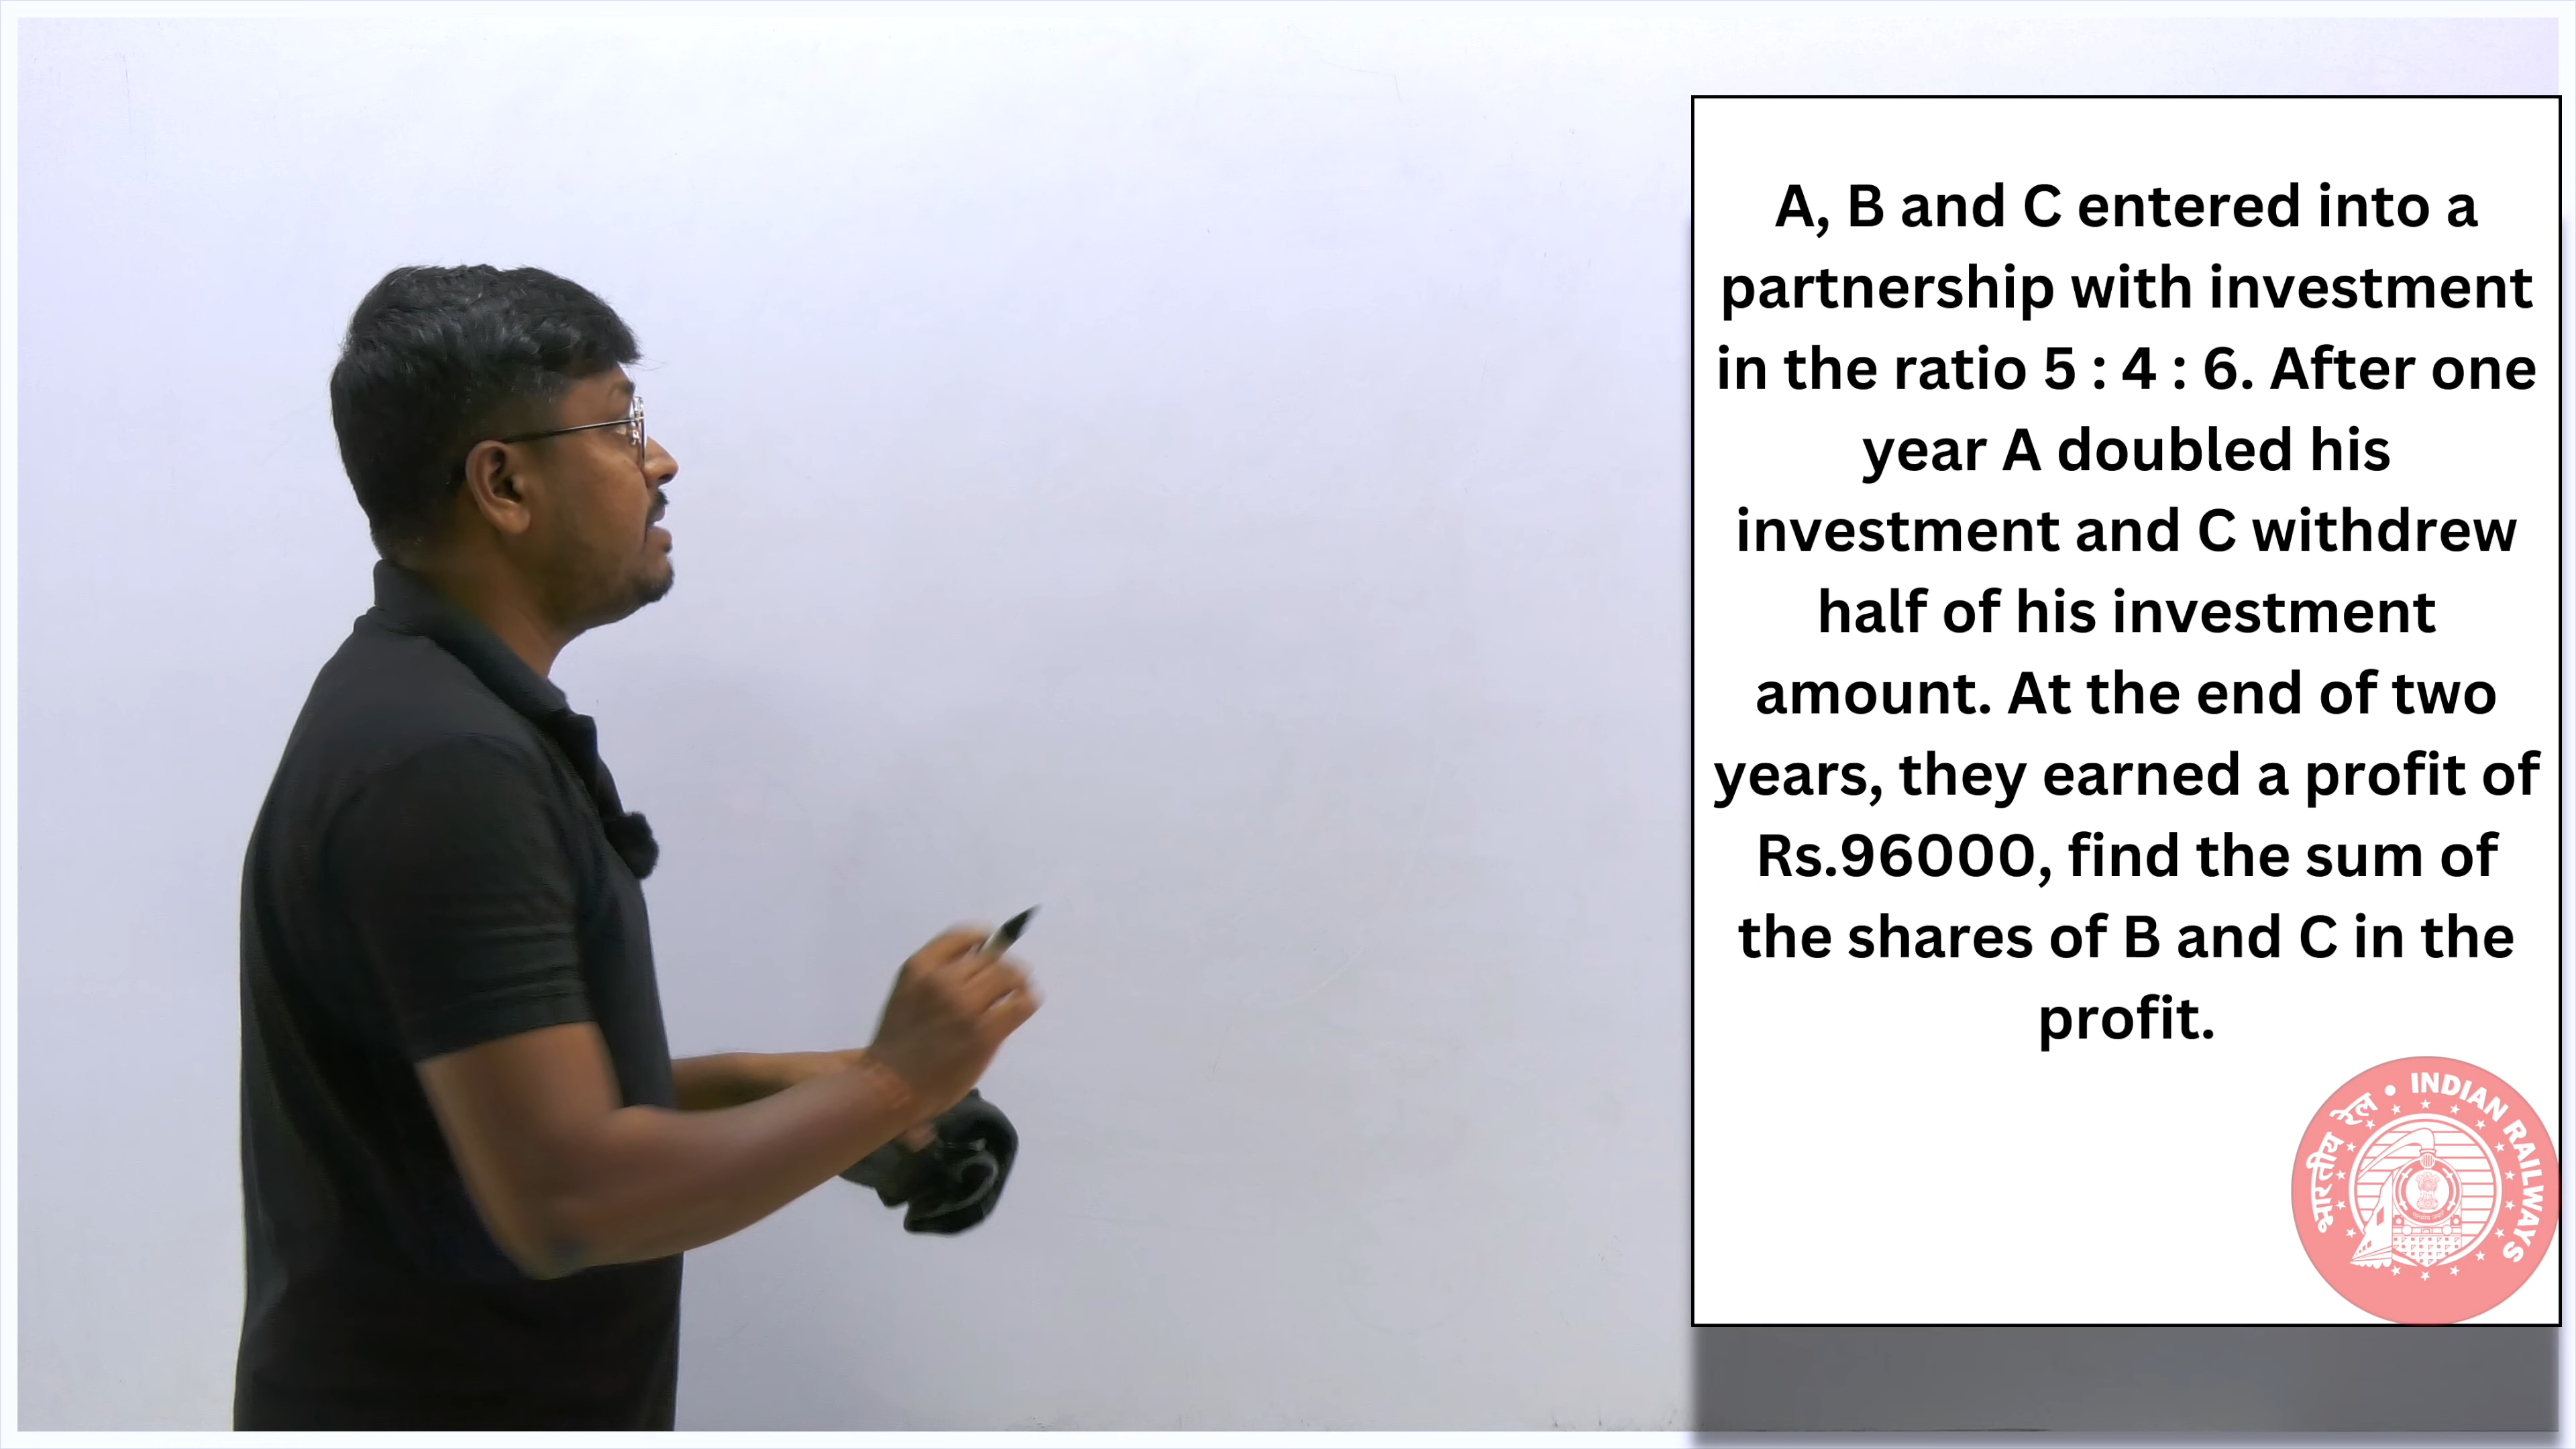 A, B and C entered into a
partnership with investment
in the ratio 5 : 4 : 6. After one
year A doubled his
investment and C withdrew
half of his investment
amount. At the end of two
years, they earned a profit of
Rs.96000, find the sum of
the shares of B and C in the
profit.
भारतीय रेल • INDIAN RAILWAYS